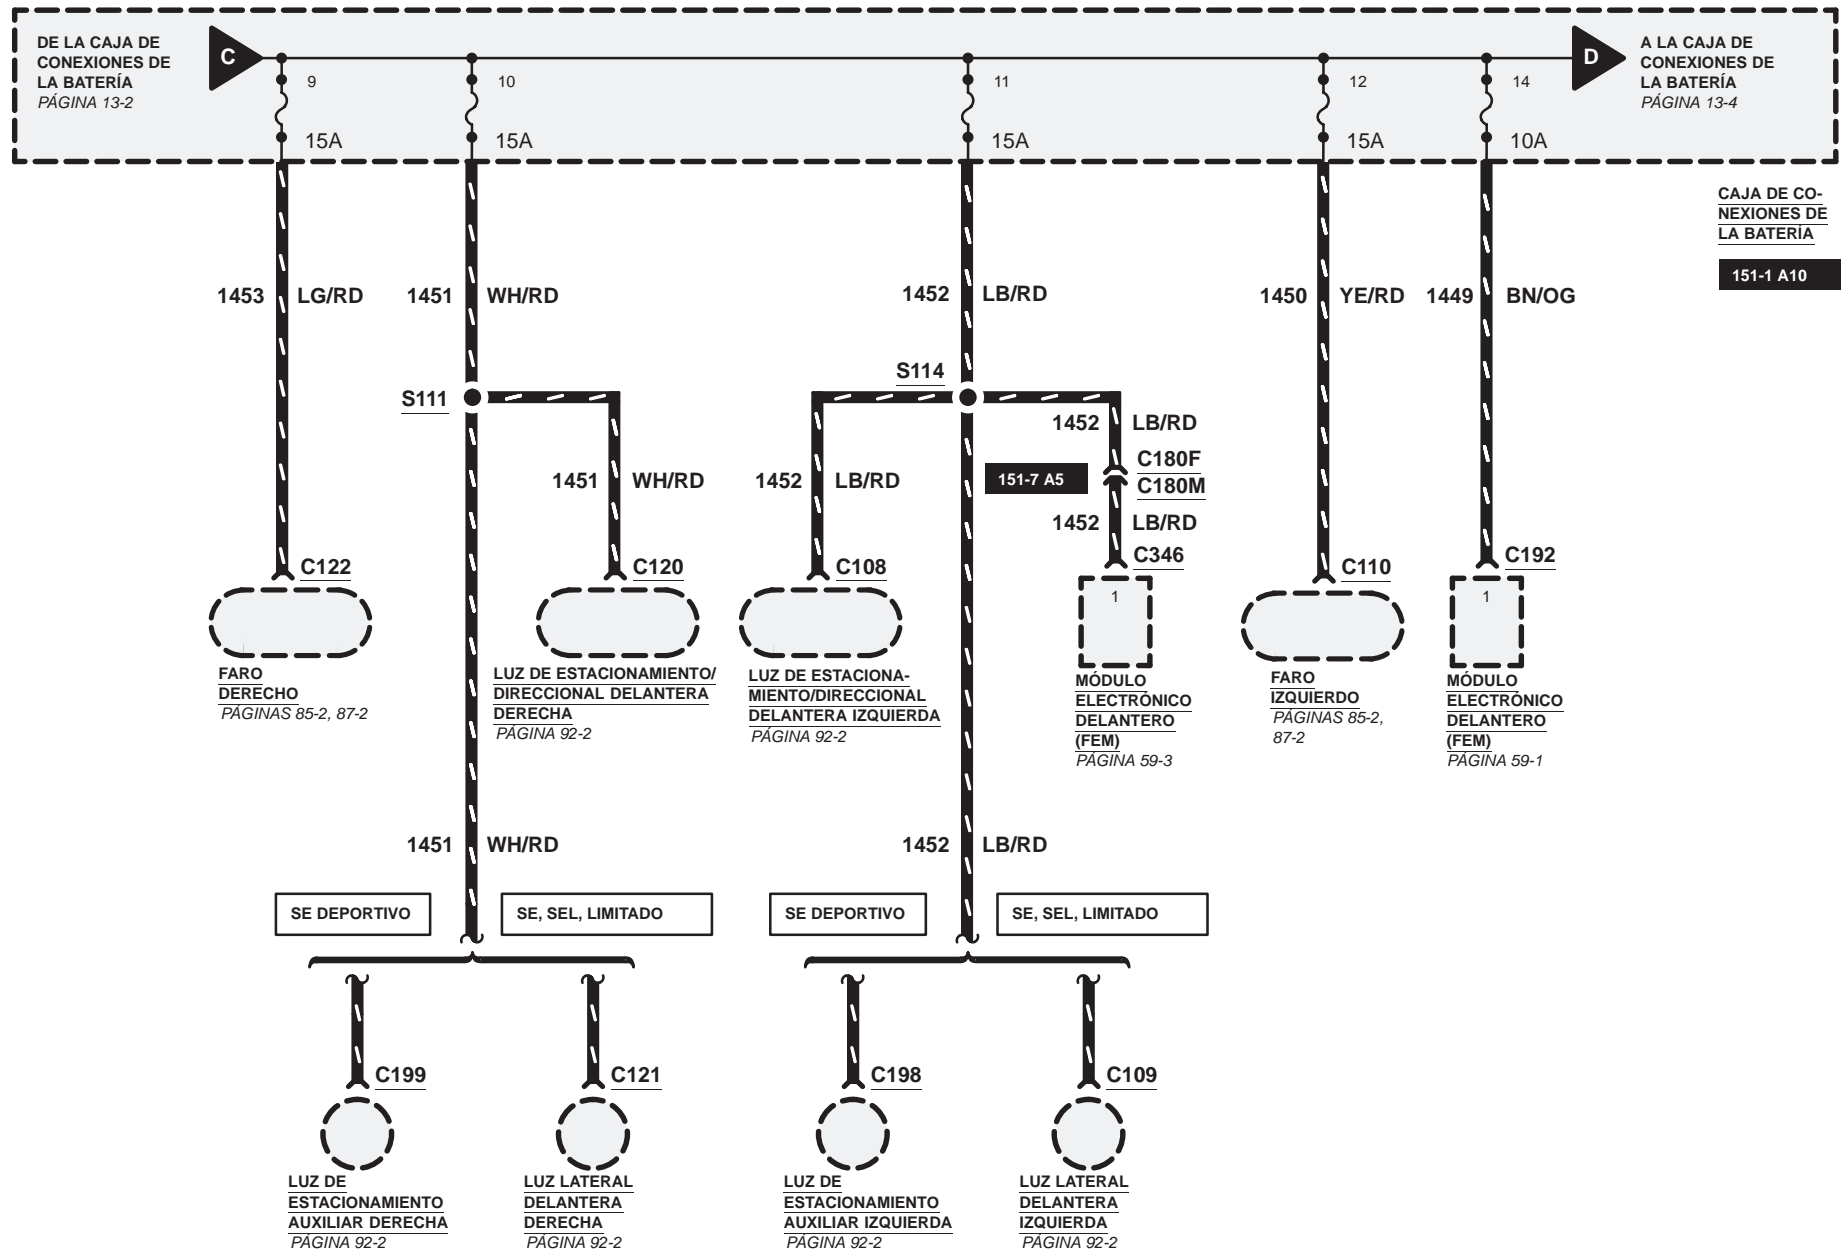 DE LA CAJA DE
CONEXIONES DE
LA BATERÍA
PÁGINA 13-2
C
9
15A
10
15A
11
15A
12
15A
14
10A
D
A LA CAJA DE
CONEXIONES DE
LA BATERÍA
PÁGINA 13-4
CAJA DE CO-
NEXIONES DE
LA BATERÍA
151-1 A10
1453 LG/RD
1451 WH/RD
1452 LB/RD
1450 YE/RD
1449 BN/OG
S111
S114
1451 WH/RD
1452 LB/RD
1452 LB/RD
151-7 A5
C180F
C180M
1452 LB/RD
C122
C120
C108
C346
C110
C192
1
1
FARO
DERECHO
PÁGINAS 85-2, 87-2
LUZ DE ESTACIONAMIENTO/
DIRECCIONAL DELANTERA
DERECHA
PÁGINA 92-2
LUZ DE ESTACIONA-
MIENTO/DIRECCIONAL
DELANTERA IZQUIERDA
PÁGINA 92-2
MÓDULO
ELECTRÓNICO
DELANTERO
(FEM)
PÁGINA 59-3
FARO
IZQUIERDO
PÁGINAS 85-2,
87-2
MÓDULO
ELECTRÓNICO
DELANTERO
(FEM)
PÁGINA 59-1
1451 WH/RD
1452 LB/RD
SE DEPORTIVO
SE, SEL, LIMITADO
SE DEPORTIVO
SE, SEL, LIMITADO
C199
C121
C198
C109
LUZ DE
ESTACIONAMIENTO
AUXILIAR DERECHA
PÁGINA 92-2
LUZ LATERAL
DELANTERA
DERECHA
PÁGINA 92-2
LUZ DE
ESTACIONAMIENTO
AUXILIAR IZQUIERDA
PÁGINA 92-2
LUZ LATERAL
DELANTERA
IZQUIERDA
PÁGINA 92-2